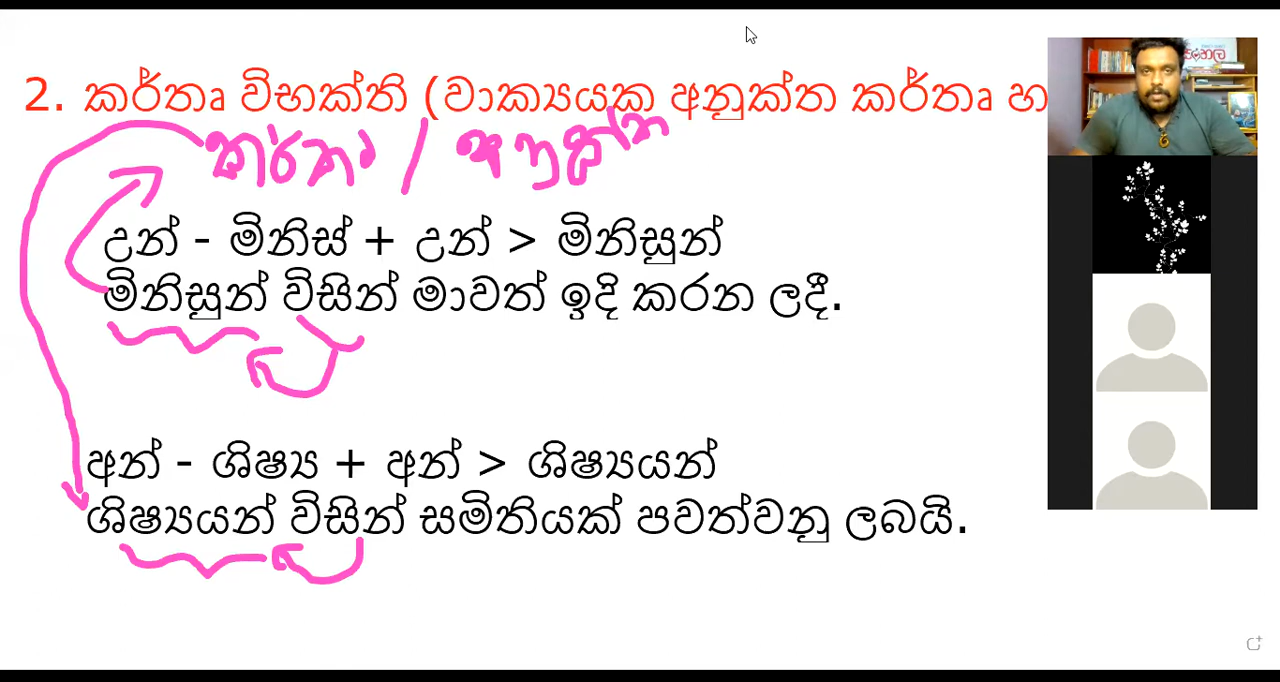 2. කර්තෘ විභක්ති (වාක්‍යයක අනුක්ත කර්තෘ හ
කර්තෘ / අනුක්ත
උන් - මිනිස් + උන් > මිනිසුන්
මිනිසුන් විසින් මාවත් ඉදි කරන ලදී.
අන් - ශිෂ්‍ය + අන් > ශිෂ්‍යයන්
ශිෂ්‍යයන් විසින් සමිතියක් පවත්වනු ලබයි.